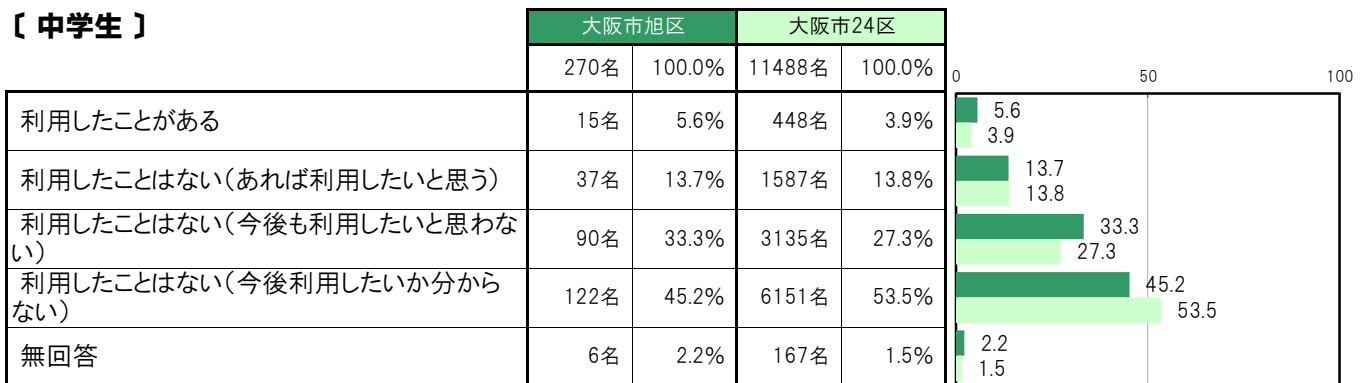 〔 中学生 〕
大阪市旭区 大阪市24区
270名 100.0% 11488名 100.0%
0 50 100
利用したことがある 15名 5.6% 448名 3.9%
5.6
3.9
利用したことはない（あれば利用したいと思う） 37名 13.7% 1587名 13.8%
13.7
13.8
利用したことはない（今後も利用したいと思わな
い） 90名 33.3% 3135名 27.3%
33.3
27.3
利用したことはない（今後利用したいか分から
ない） 122名 45.2% 6151名 53.5%
45.2
53.5
無回答 6名 2.2% 167名 1.5%
2.2
1.5